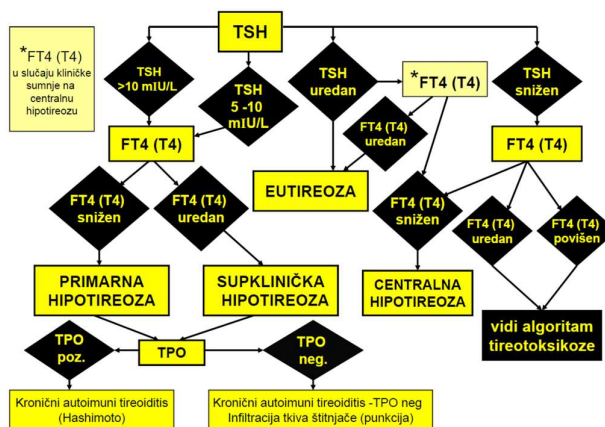 *FT4 (T4)
u slučaju kliničke
sumnje na
centralnu
hipotireozu
TSH
TSH
>10 mIU/L
TSH
5 -10
mIU/L
TSH
uredan
*FT4 (T4)
TSH
snižen
FT4 (T4)
FT4 (T4)
uredan
FT4 (T4)
EUTIREOZA
FT4 (T4)
snižen
FT4 (T4)
uredan
FT4 (T4)
snižen
FT4 (T4)
uredan
FT4 (T4)
povišen
PRIMARNA
HIPOTIREOZA
SUPKLINIČKA
HIPOTIREOZA
CENTRALNA
HIPOTIREOZA
vidi algoritam
tireotoksikoze
TPO
poz.
TPO
TPO
neg.
Kronični autoimuni tireoiditis
(Hashimoto)
Kronični autoimuni tireoiditis -TPO neg
Infiltracija tkiva štitnjače (punkcija)